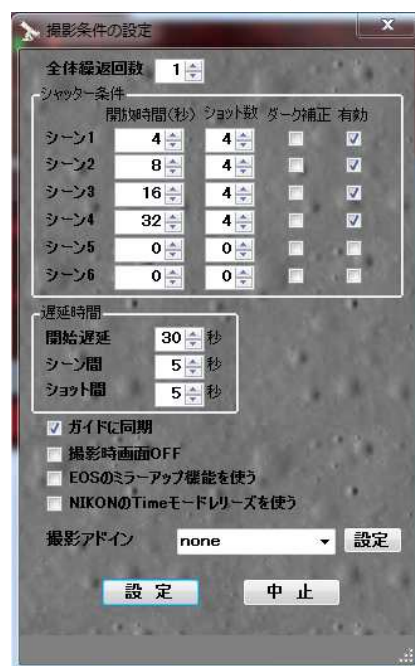 撮影条件の設定
全体繰返回数 1
シャッター条件
開放時間(秒) ショット数 ダーク補正 有効
シーン1 4 4
シーン2 8 4
シーン3 16 4
シーン4 32 4
シーン5 0 0
シーン6 0 0
遅延時間
開始遅延 30 秒
シーン間 5 秒
ショット間 5 秒
ガイドに同期
撮影時画面OFF
EOSのミラーアップ機能を使う
NIKONのTimeモードレリーズを使う
撮影アドイン none 設定
設 定 中 止